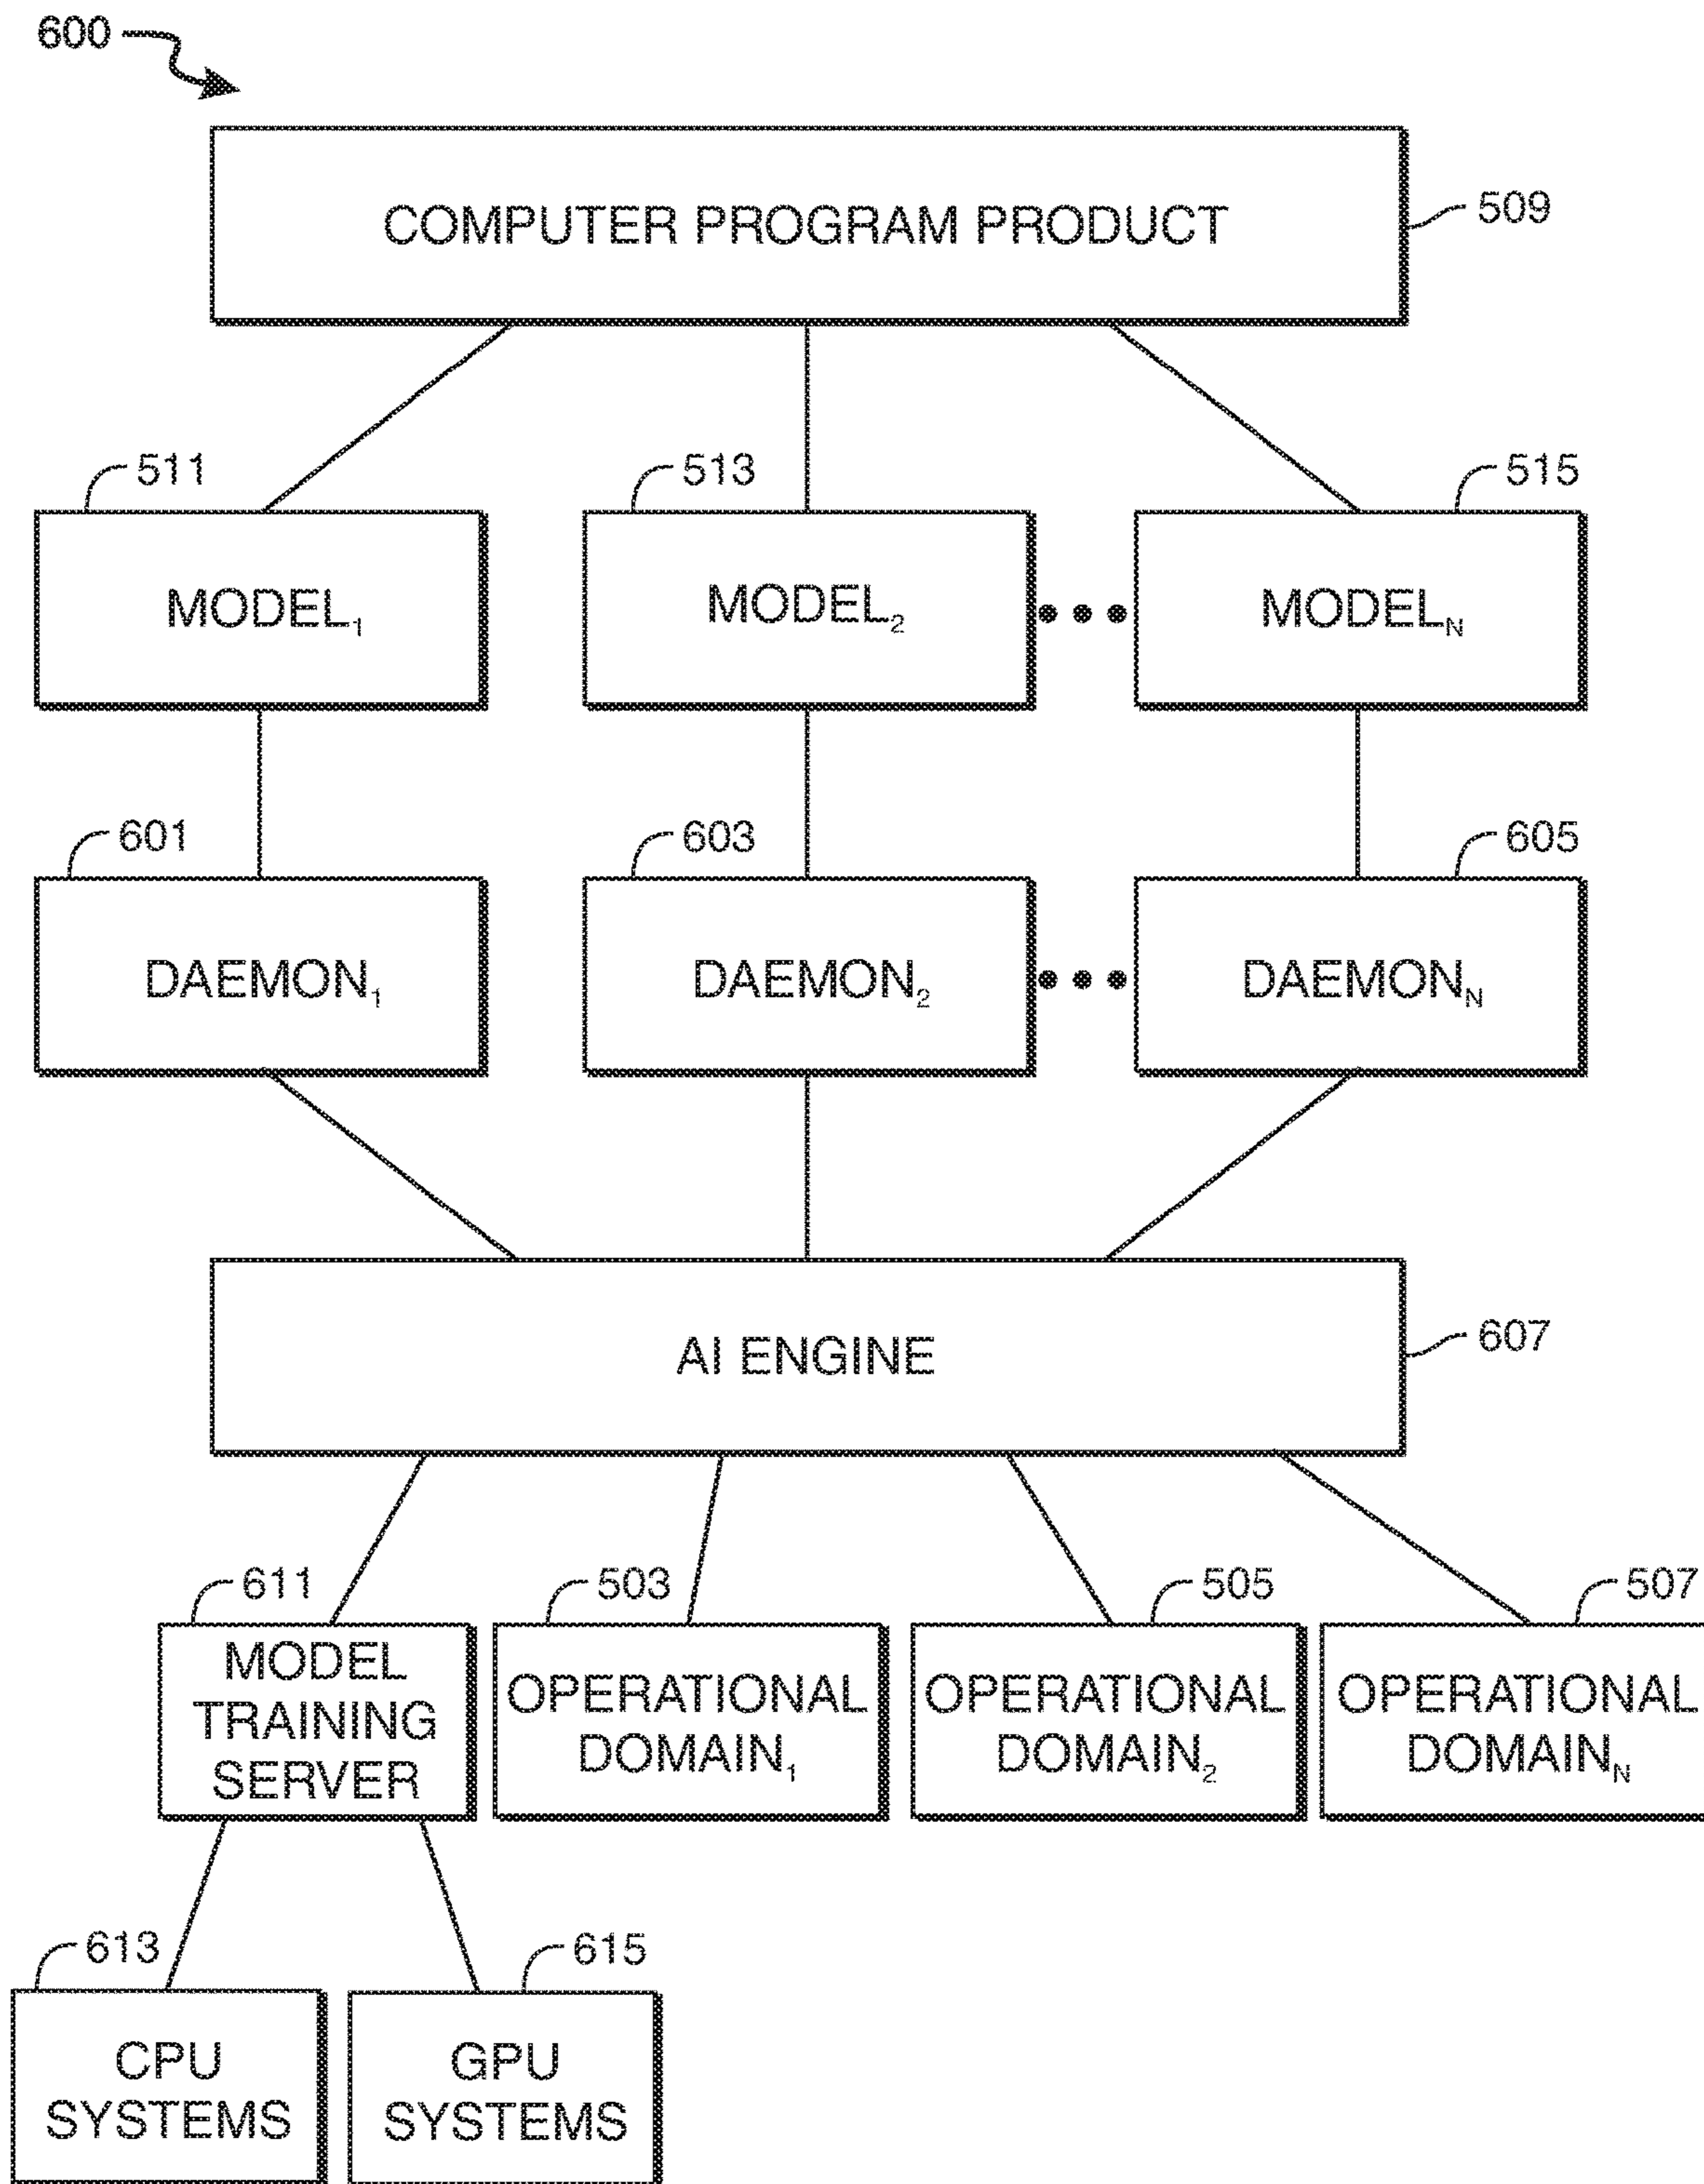 600
COMPUTER PROGRAM PRODUCT
509
511
513
515
MODEL₁
MODEL₂
MODELₙ
601
603
605
DAEMON₁
DAEMON₂
DAEMONₙ
AI ENGINE
607
611
503
505
507
MODEL
TRAINING
SERVER
OPERATIONAL
DOMAIN₁
OPERATIONAL
DOMAIN₂
OPERATIONAL
DOMAINₙ
613
615
CPU
SYSTEMS
GPU
SYSTEMS